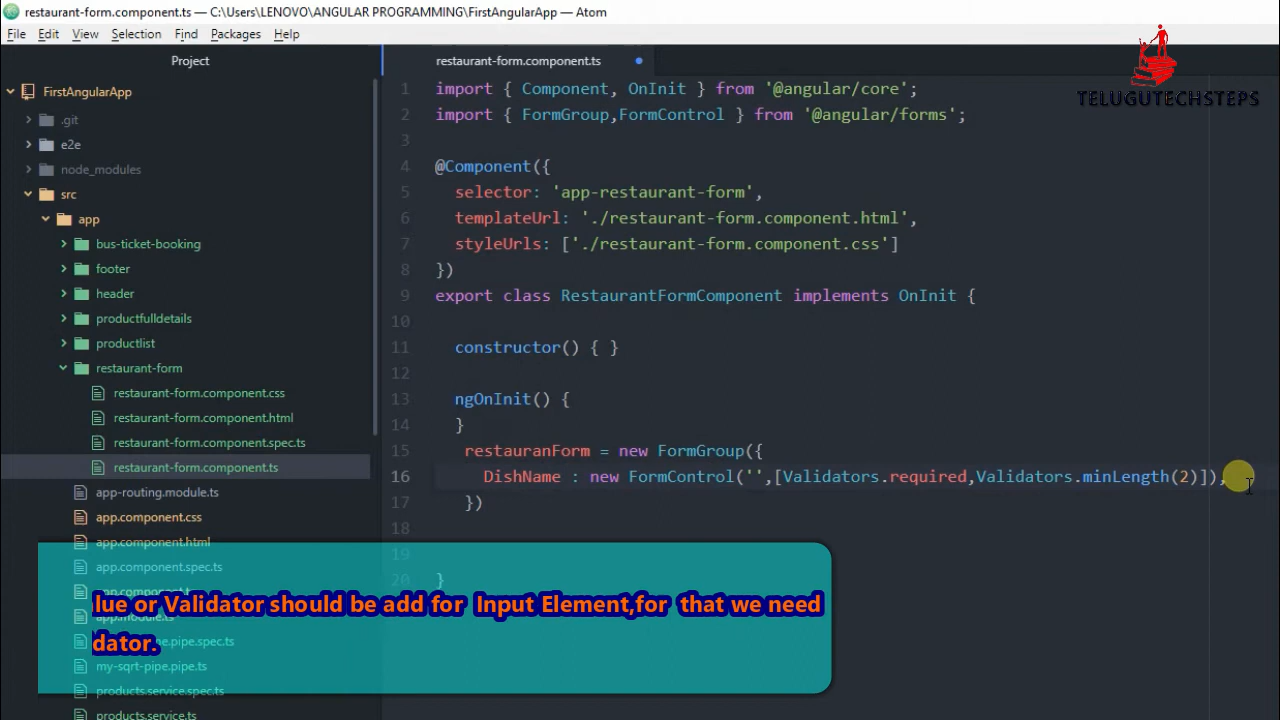 restaurant-form.component.ts — C:\Users\LENOVO\ANGULAR PROGRAMMING\FirstAngularApp — Atom
File Edit View Selection Find Packages Help
Project
FirstAngularApp
.git
e2e
node_modules
src
app
bus-ticket-booking
footer
header
productfulldetails
productlist
restaurant-form
restaurant-form.component.css
restaurant-form.component.html
restaurant-form.component.spec.ts
restaurant-form.component.ts
app-routing.module.ts
app.component.css
app.component.html
app.component.spec.ts
my-sqrt-pipe.pipe.ts
products.service.spec.ts
products.service.ts
restaurant-form.component.ts
TELUGUTECHSTEPS
1 import { Component, OnInit } from '@angular/core';
2 import { FormGroup,FormControl } from '@angular/forms';
3
4 @Component({
5 selector: 'app-restaurant-form',
6 templateUrl: './restaurant-form.component.html',
7 styleUrls: ['./restaurant-form.component.css']
8 })
9 export class RestaurantFormComponent implements OnInit {
10
11 constructor() { }
12
13 ngOnInit() {
14 }
15 restauranForm = new FormGroup({
16 DishName : new FormControl('',[Validators.required,Validators.minLength(2)]),
17 })
18
19
20 }
lue or Validator should be add for Input Element,for that we need
dator.